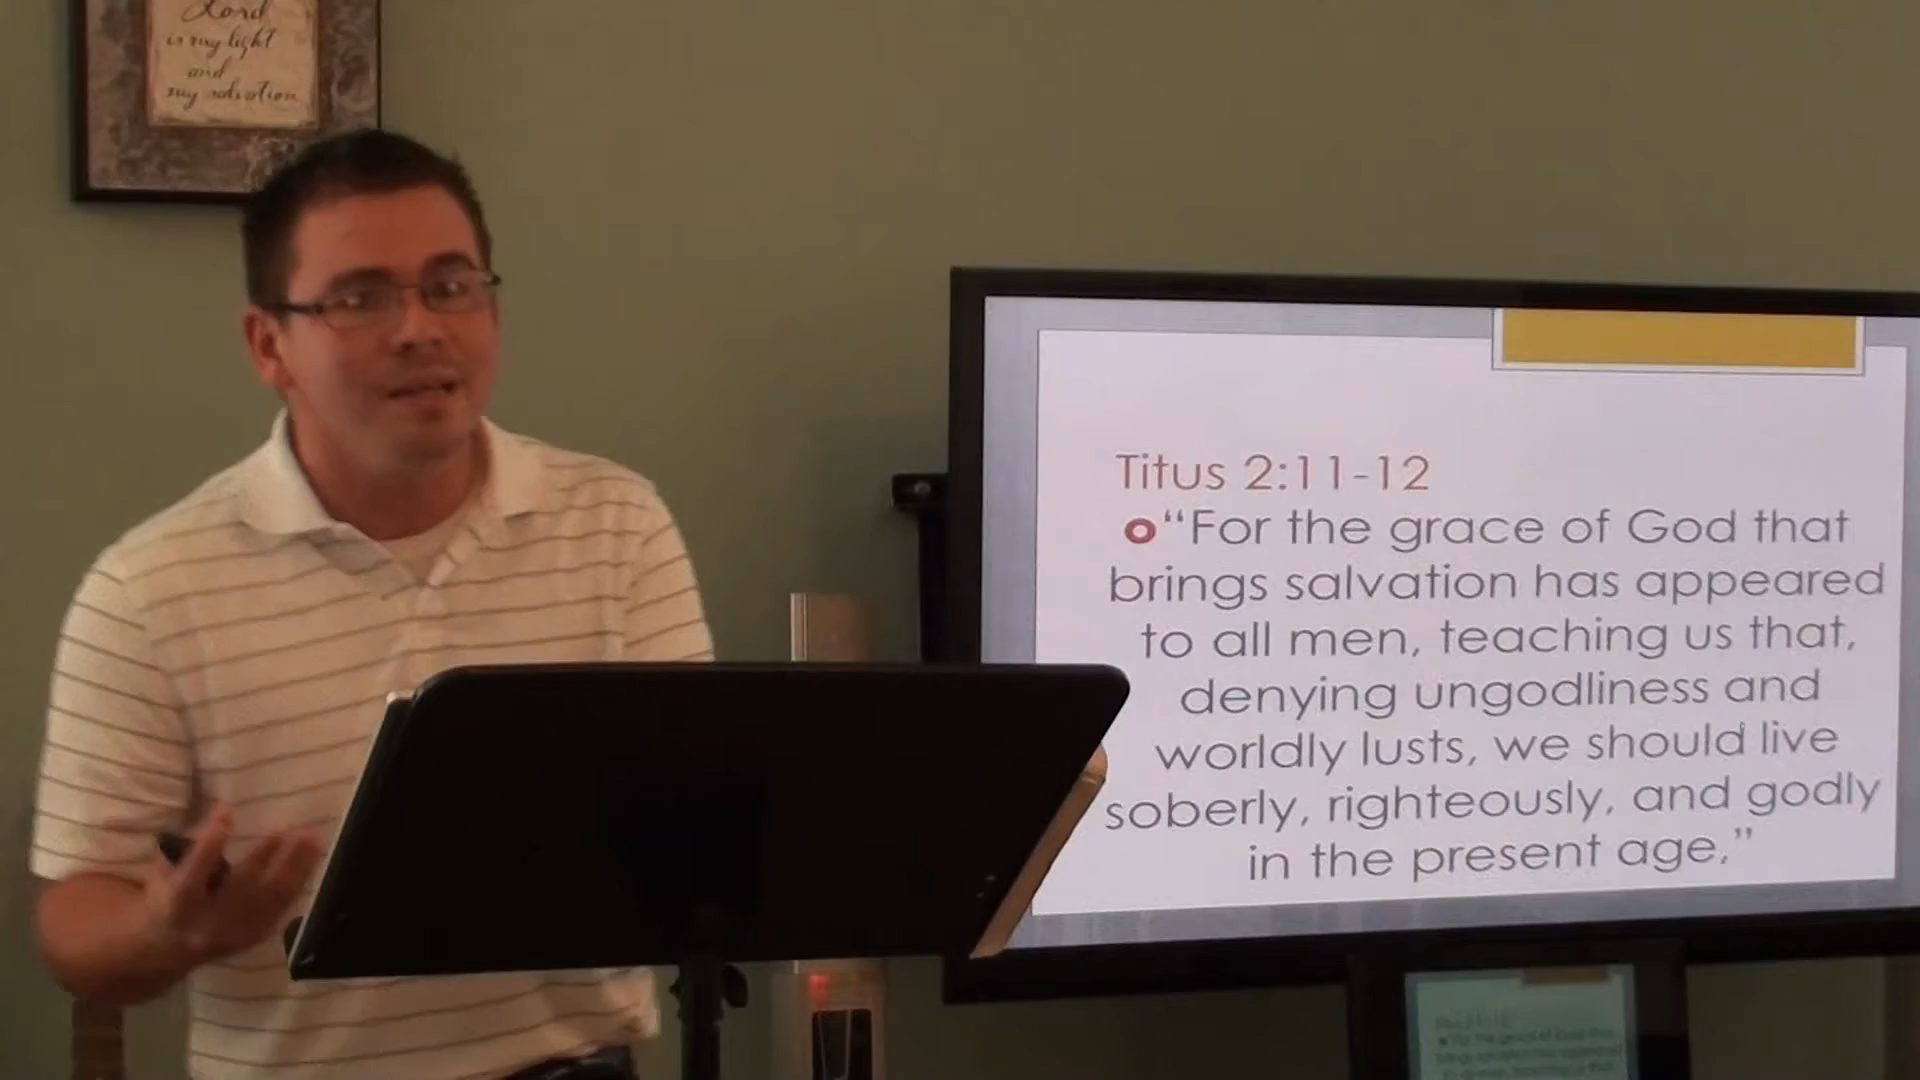 Lord
is my light
and
my salvation
Titus 2:11-12
“For the grace of God that
brings salvation has appeared
to all men, teaching us that,
denying ungodliness and
worldly lusts, we should live
soberly, righteously, and godly
in the present age,”